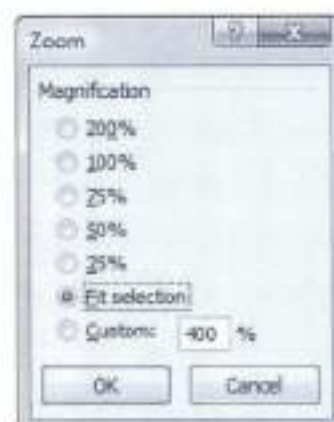 Zoom
Magnification
200%
100%
75%
50%
25%
Fit selection
Custom: 400 %
OK
Cancel